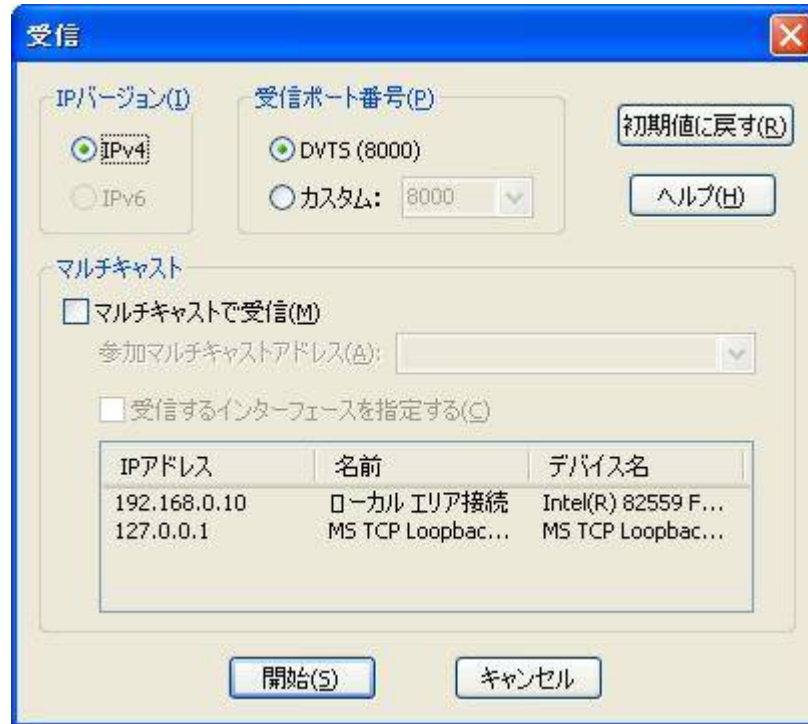 受信
IPバージョン(I)
受信ポート番号(P)
IPv4
DVTS (8000)
初期値に戻す(R)
IPv6
カスタム: 8000
ヘルプ(H)
マルチキャスト
マルチキャストで受信(M)
参加マルチキャストアドレス(A):
受信するインターフェースを指定する(C)
IPアドレス 名前 デバイス名
192.168.0.10 ローカル エリア接続 Intel(R) 82559 F...
127.0.0.1 MS TCP Loopbac... MS TCP Loopbac...
開始(S) キャンセル